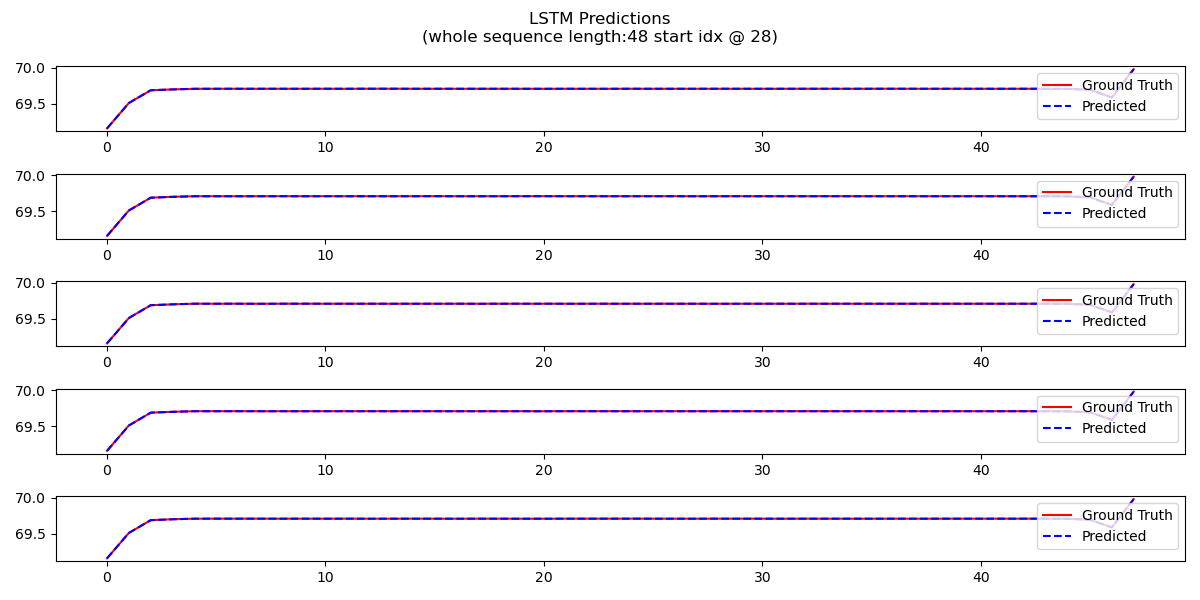 LSTM Predictions
(whole sequence length:48 start idx @ 28)
70.0
69.5
Ground Truth
Predicted
0 10 20 30 40
70.0
69.5
Ground Truth
Predicted
0 10 20 30 40
70.0
69.5
Ground Truth
Predicted
0 10 20 30 40
70.0
69.5
Ground Truth
Predicted
0 10 20 30 40
70.0
69.5
Ground Truth
Predicted
0 10 20 30 40